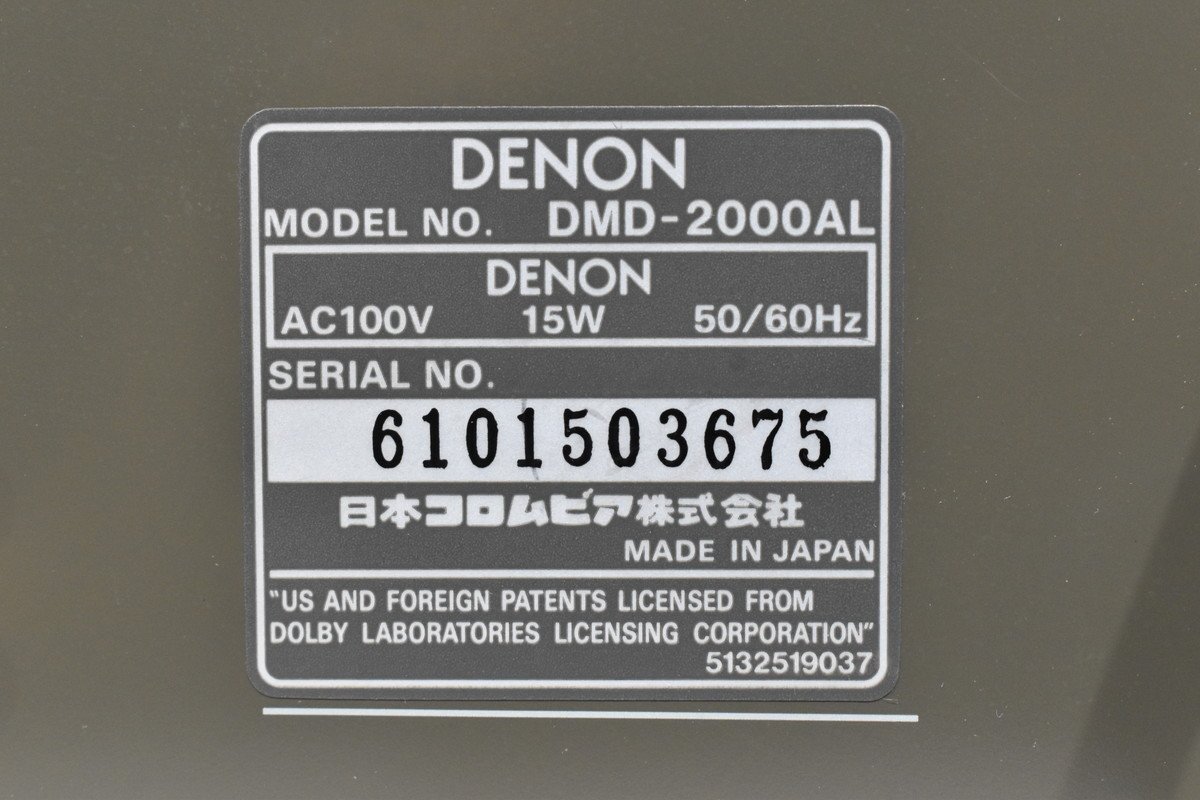 DENON
MODEL NO. DMD-2000AL
DENON
AC100V 15W 50/60Hz
SERIAL NO.
6101503675
日本コロムビア株式会社
MADE IN JAPAN
"US AND FOREIGN PATENTS LICENSED FROM
DOLBY LABORATORIES LICENSING CORPORATION"
5132519037